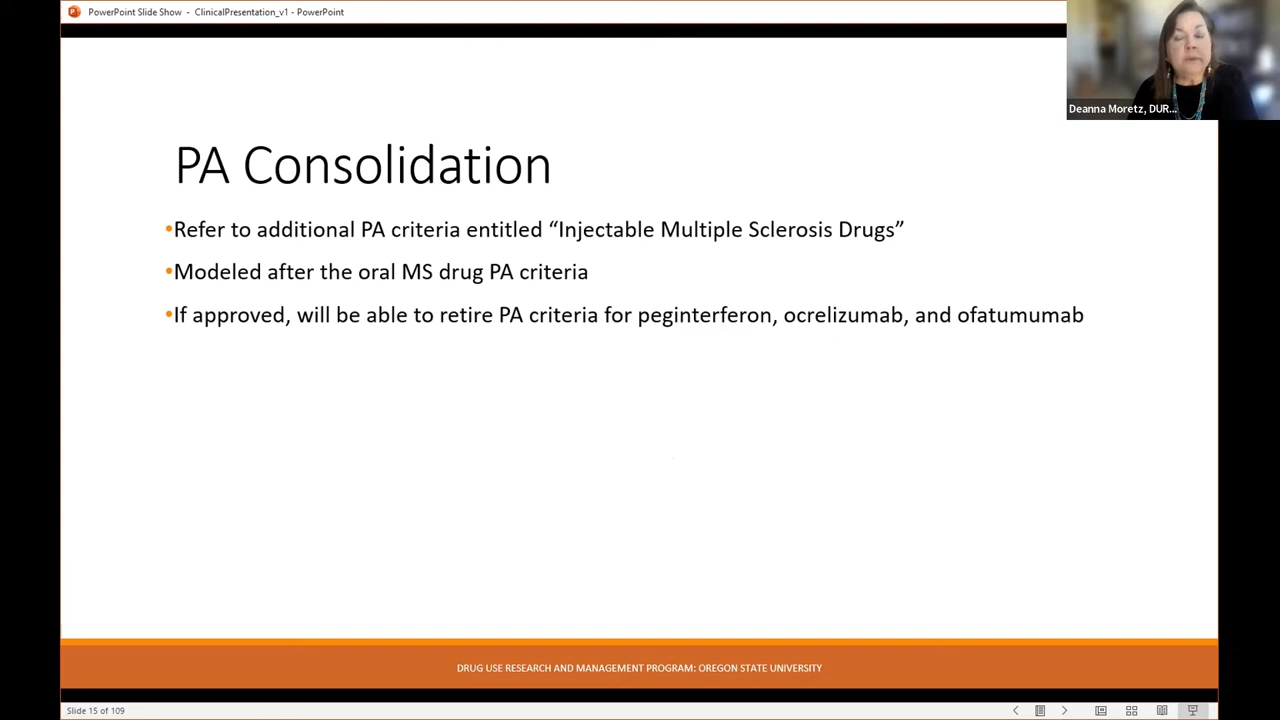 PowerPoint Slide Show - ClinicalPresentation_v1 - PowerPoint
Deanna Moretz, DUR...
PA Consolidation
•Refer to additional PA criteria entitled “Injectable Multiple Sclerosis Drugs”
•Modeled after the oral MS drug PA criteria
•If approved, will be able to retire PA criteria for peginterferon, ocrelizumab, and ofatumumab
DRUG USE RESEARCH AND MANAGEMENT PROGRAM: OREGON STATE UNIVERSITY
Slide 15 of 109